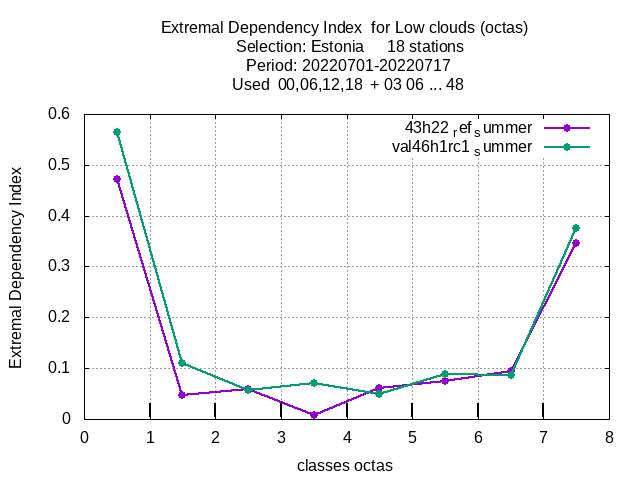 Extremal Dependency Index  for Low clouds (octas)
Selection: Estonia     18 stations
Period: 20220701-20220717
Used  00,06,12,18  + 03 06 ... 48
43h22 ref summer
val46h1rc1 summer
0.6
0.5
0.4
0.3
0.2
0.1
0
Extremal Dependency Index
0 1 2 3 4 5 6 7 8
classes octas